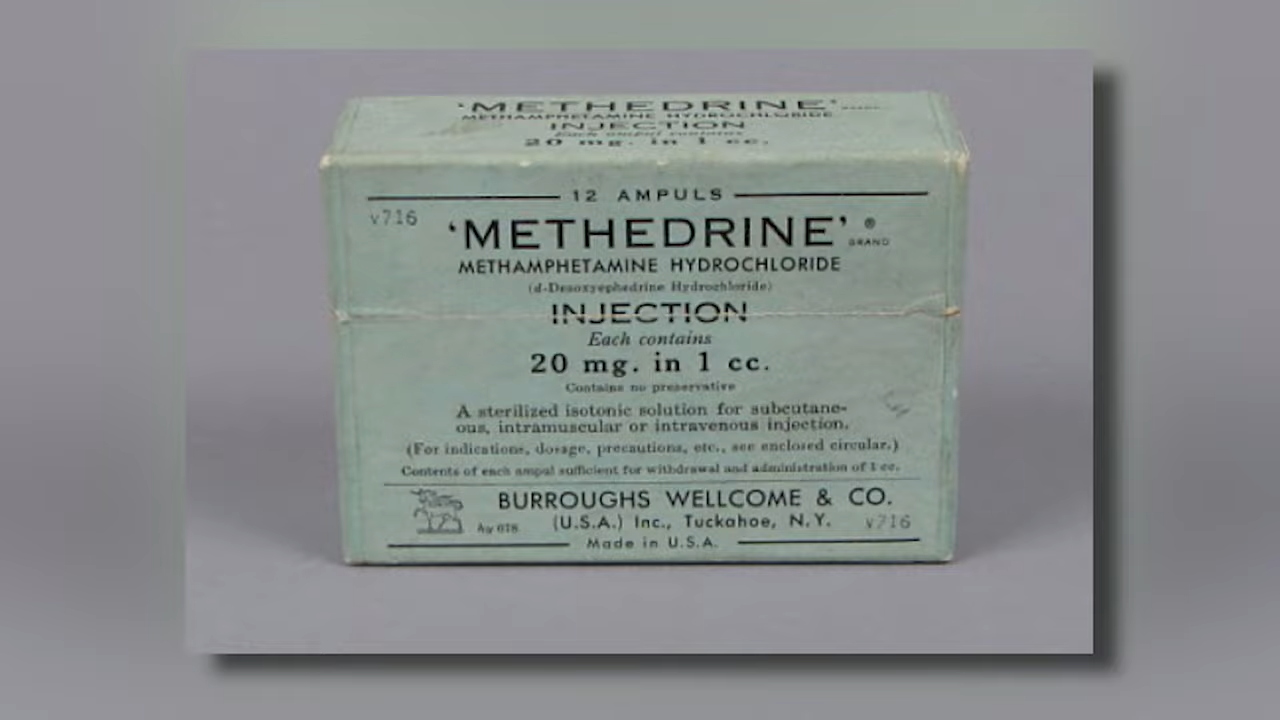 'METHEDRINE'
METHAMPHETAMINE HYDROCHLORIDE
INJECTION
Each ampul contains
20 mg. in 1 cc.
12 AMPULS
v716
'METHEDRINE' ®
BRAND
METHAMPHETAMINE HYDROCHLORIDE
(d-Desoxyephedrine Hydrochloride)
INJECTION
Each contains
20 mg. in 1 cc.
Contains no preservative
A sterilized isotonic solution for subcutane-
ous, intramuscular or intravenous injection.
(For indications, dosage, precautions, etc., see enclosed circular.)
Contents of each ampul sufficient for withdrawal and administration of 1 cc.
BURROUGHS WELLCOME & CO.
(U.S.A.) Inc., Tuckahoe, N.Y. v716
Made in U.S.A.